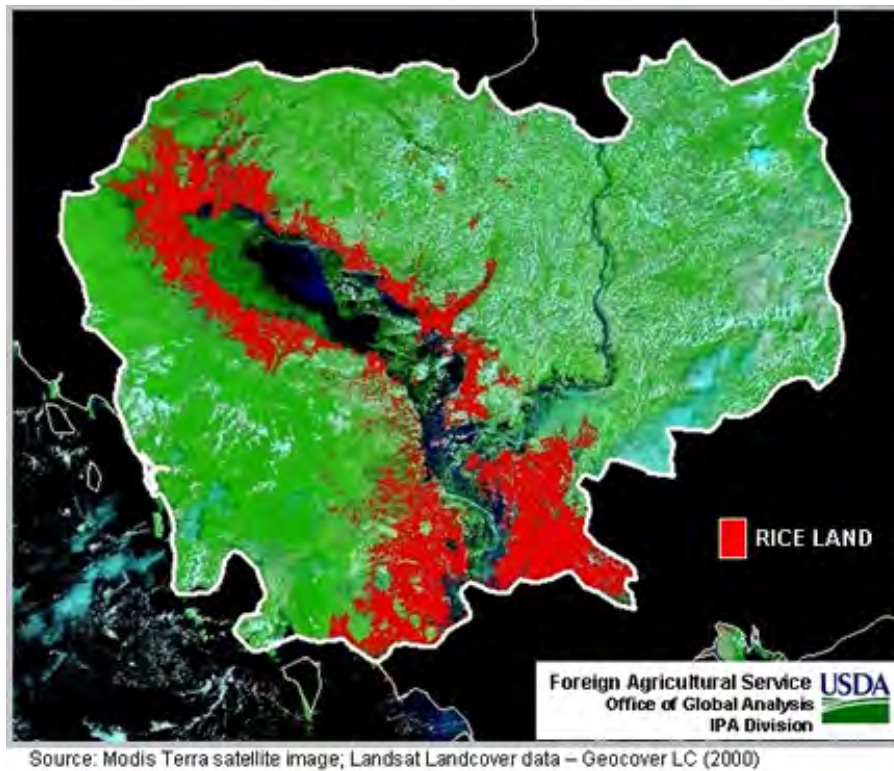 RICE LAND
Foreign Agricultural Service
Office of Global Analysis
IPA Division
USDA
Source: Modis Terra satellite image; Landsat Landcover data – Geocover LC (2000)